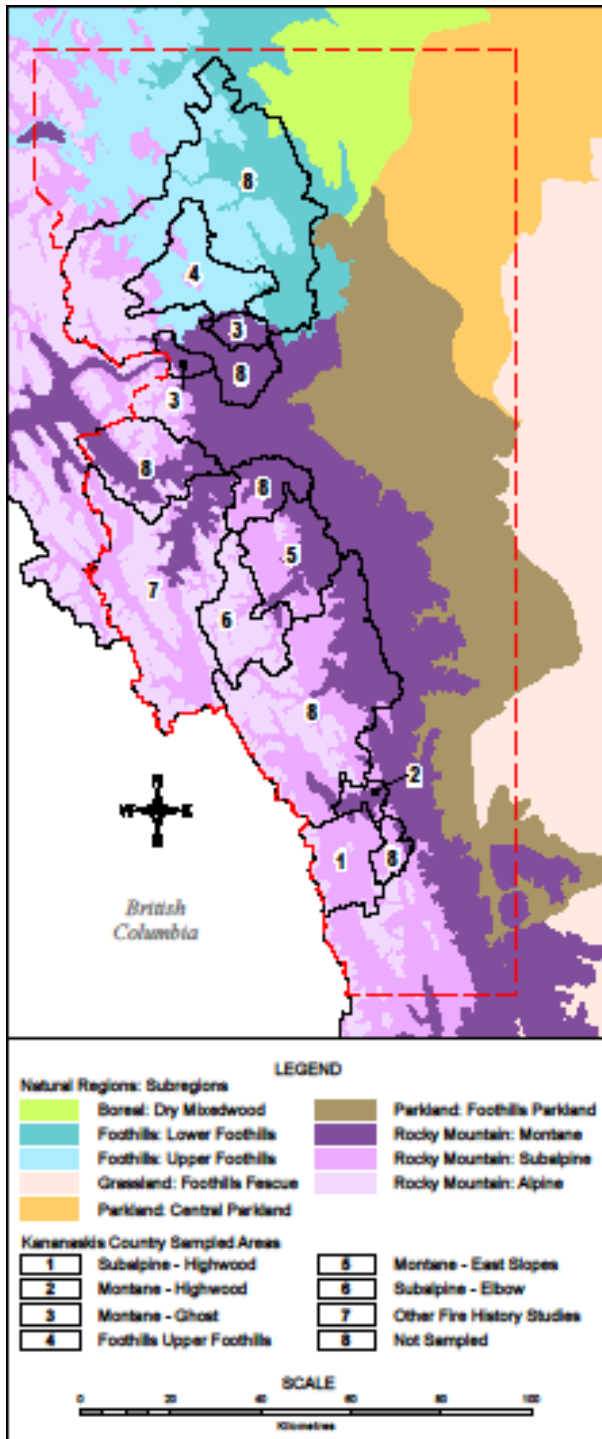 8
4
3
8
3
8
8
5
7
6
8
2
1
8
N
W E
S
British
Columbia
LEGEND
Natural Regions: Subregions
Boreal: Dry Mixedwood
Foothills: Lower Foothills
Foothills: Upper Foothills
Grassland: Foothills Fescue
Parkland: Central Parkland
Parkland: Foothills Parkland
Rocky Mountain: Montane
Rocky Mountain: Subalpine
Rocky Mountain: Alpine
Kananaskis Country Sampled Areas
1 Subalpine - Highwood
2 Montane - Highwood
3 Montane - Ghost
4 Foothills Upper Foothills
5 Montane - East Slopes
6 Subalpine - Elbow
7 Other Fire History Studies
8 Not Sampled
SCALE
0 20 40 60 80 100
Kilometres